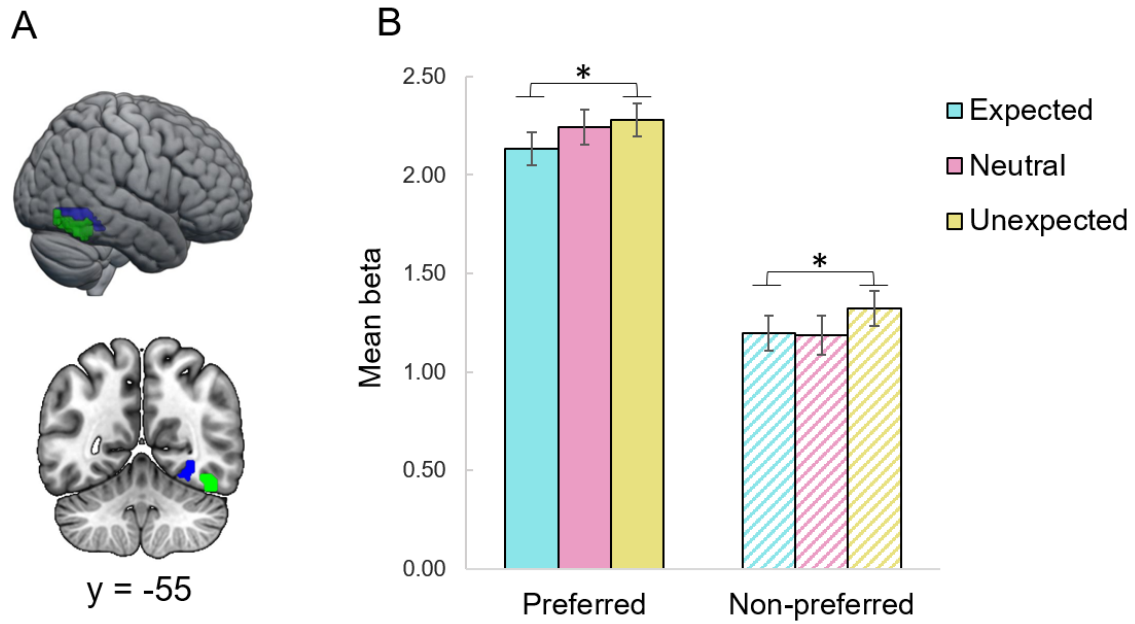 A
B
Mean beta
2.50
2.00
1.50
1.00
0.50
0.00
*
*
Expected
Neutral
Unexpected
Preferred
Non-preferred
y = -55